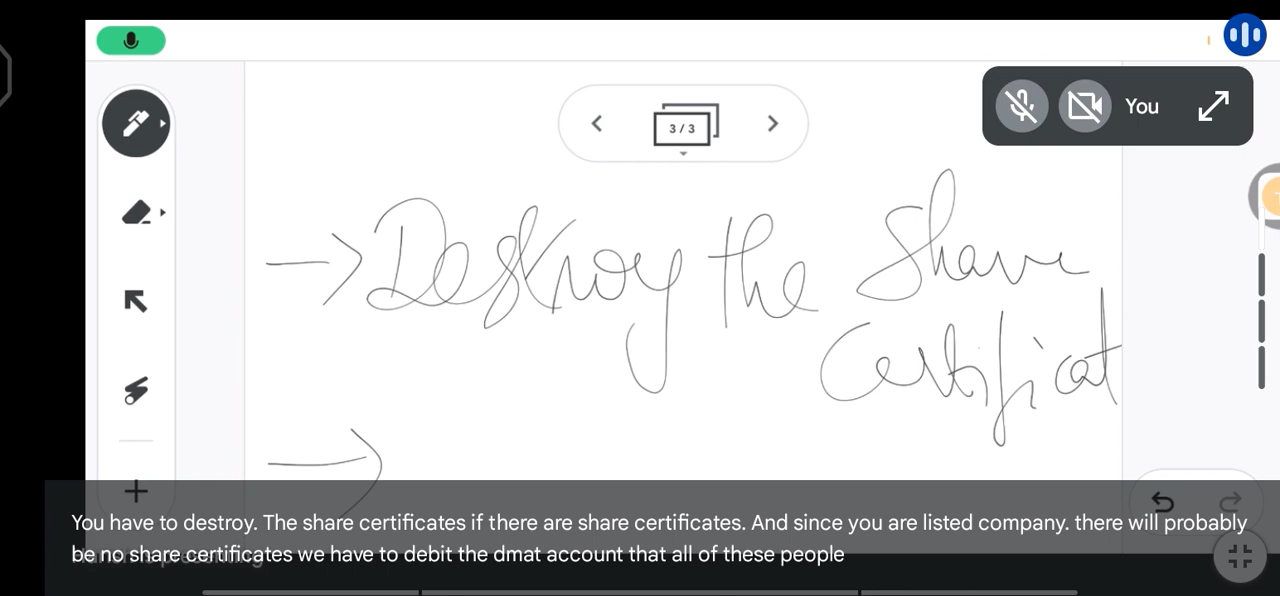 You
3 / 3
→ Destroy the Share
Certificat
→
You have to destroy. The share certificates if there are share certificates. And since you are listed company. there will probably
be no share certificates we have to debit the dmat account that all of these people
is presenting